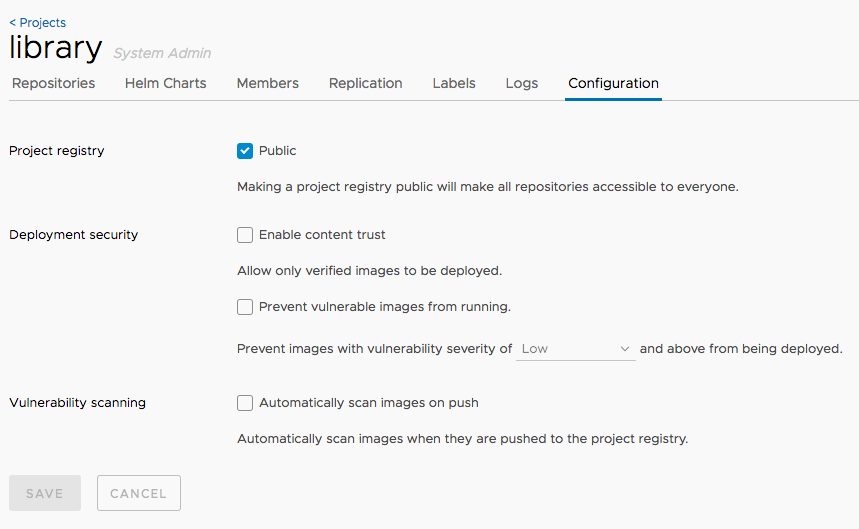 < Projects
library System Admin
Repositories Helm Charts Members Replication Labels Logs Configuration
Project registry Public
Making a project registry public will make all repositories accessible to everyone.
Deployment security Enable content trust
Allow only verified images to be deployed.
Prevent vulnerable images from running.
Prevent images with vulnerability severity of Low and above from being deployed.
Vulnerability scanning Automatically scan images on push
Automatically scan images when they are pushed to the project registry.
SAVE CANCEL